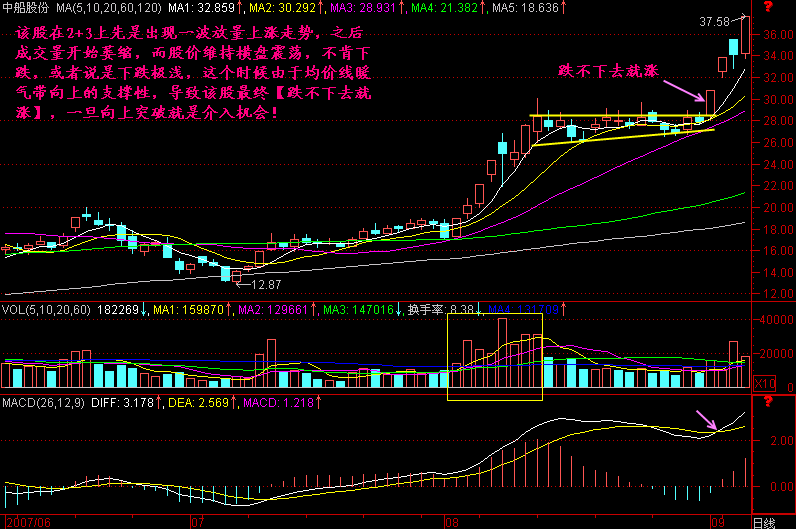 中船股份 MA(5,10,20,60,120) MA1: 32.859↑, MA2: 30.292↑, MA3: 28.931↑, MA4: 21.382↑, MA5: 18.636↑
?
37.58
该股在2+3上先是出现一波放量上涨走势，之后
成交量开始萎缩，而股价维持横盘震荡，不肯下
跌，或者说是下跌极浅，这个时候由于均价线暖
气带向上的支撑性，导致该股最终【跌不下去就
涨】，一旦向上突破就是介入机会！
跌不下去就涨
36.00
34.00
32.00
30.00
28.00
26.00
24.00
22.00
20.00
18.00
16.00
14.00
12.00
12.87
VOL(5,10,20,60) 182269↓, MA1: 159870↑, MA2: 129661↑, MA3: 147016↓, 换手率: 8.38↓, MA4: 131709↑
40000
20000
X10
0
MACD(26,12,9) DIFF: 3.178↑, DEA: 2.569↑, MACD: 1.218↑
?
2.00
0.00
2007/06 07 08 09 日线